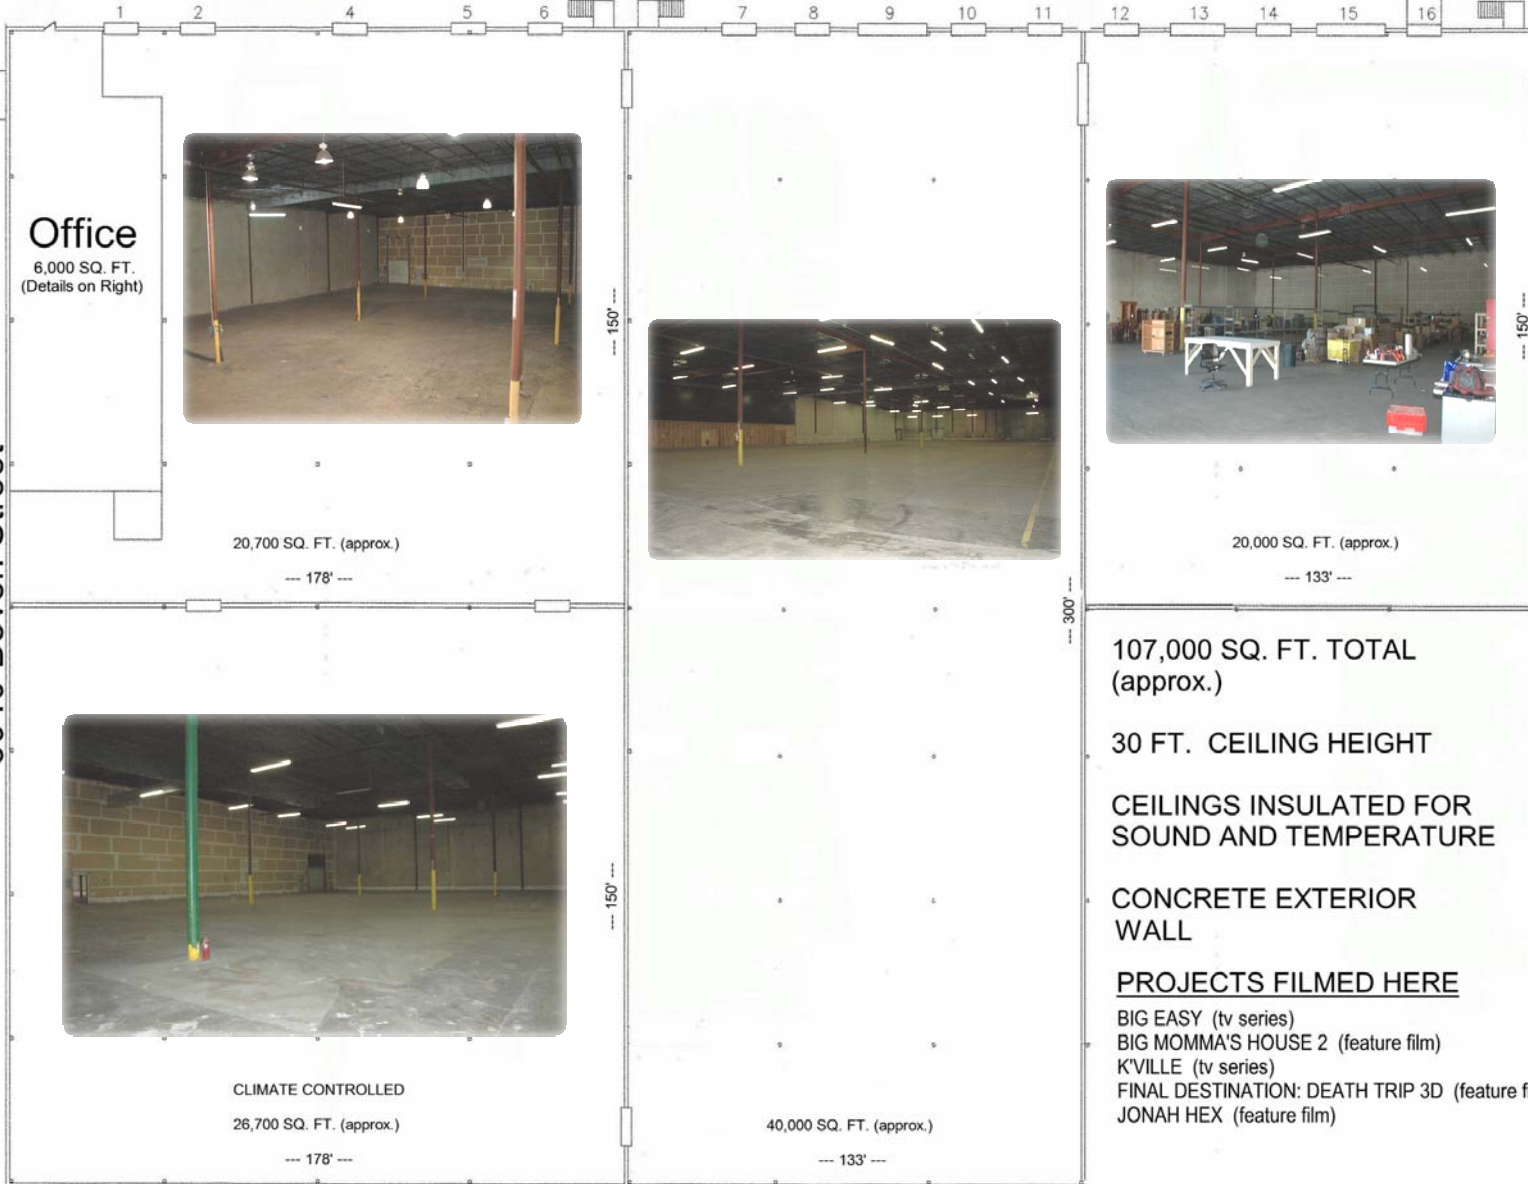 1 2 4 5 6 7 8 9 10 11 12 13 14 15 16
Office
6,000 SQ. FT.
(Details on Right)
--- 150' ---
20,700 SQ. FT. (approx.)
--- 178' ---
--- 150' ---
20,000 SQ. FT. (approx.)
--- 133' ---
--- 300' ---
Street
107,000 SQ. FT. TOTAL
(approx.)
30 FT. CEILING HEIGHT
CEILINGS INSULATED FOR
SOUND AND TEMPERATURE
CONCRETE EXTERIOR
WALL
--- 150' ---
PROJECTS FILMED HERE
BIG EASY (tv series)
BIG MOMMA'S HOUSE 2 (feature film)
K'VILLE (tv series)
FINAL DESTINATION: DEATH TRIP 3D (feature f
JONAH HEX (feature film)
CLIMATE CONTROLLED
26,700 SQ. FT. (approx.)
--- 178' ---
40,000 SQ. FT. (approx.)
--- 133' ---